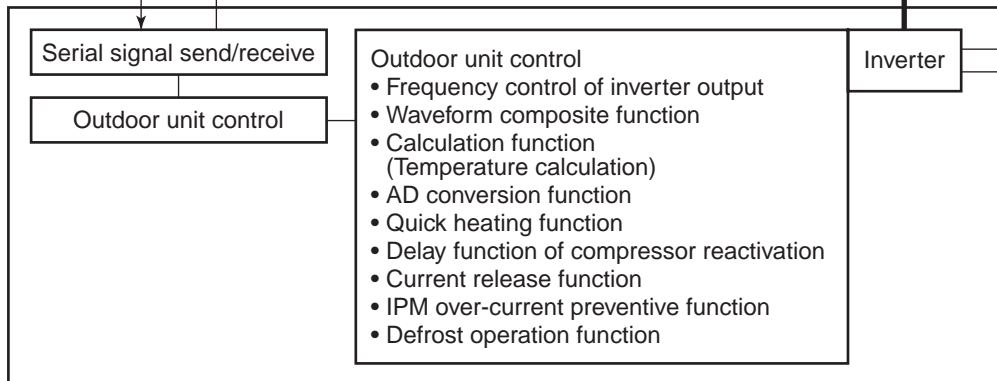 Serial signal send/receive
Outdoor unit control
Outdoor unit control
• Frequency control of inverter output
• Waveform composite function
• Calculation function
(Temperature calculation)
• AD conversion function
• Quick heating function
• Delay function of compressor reactivation
• Current release function
• IPM over-current preventive function
• Defrost operation function
Inverter